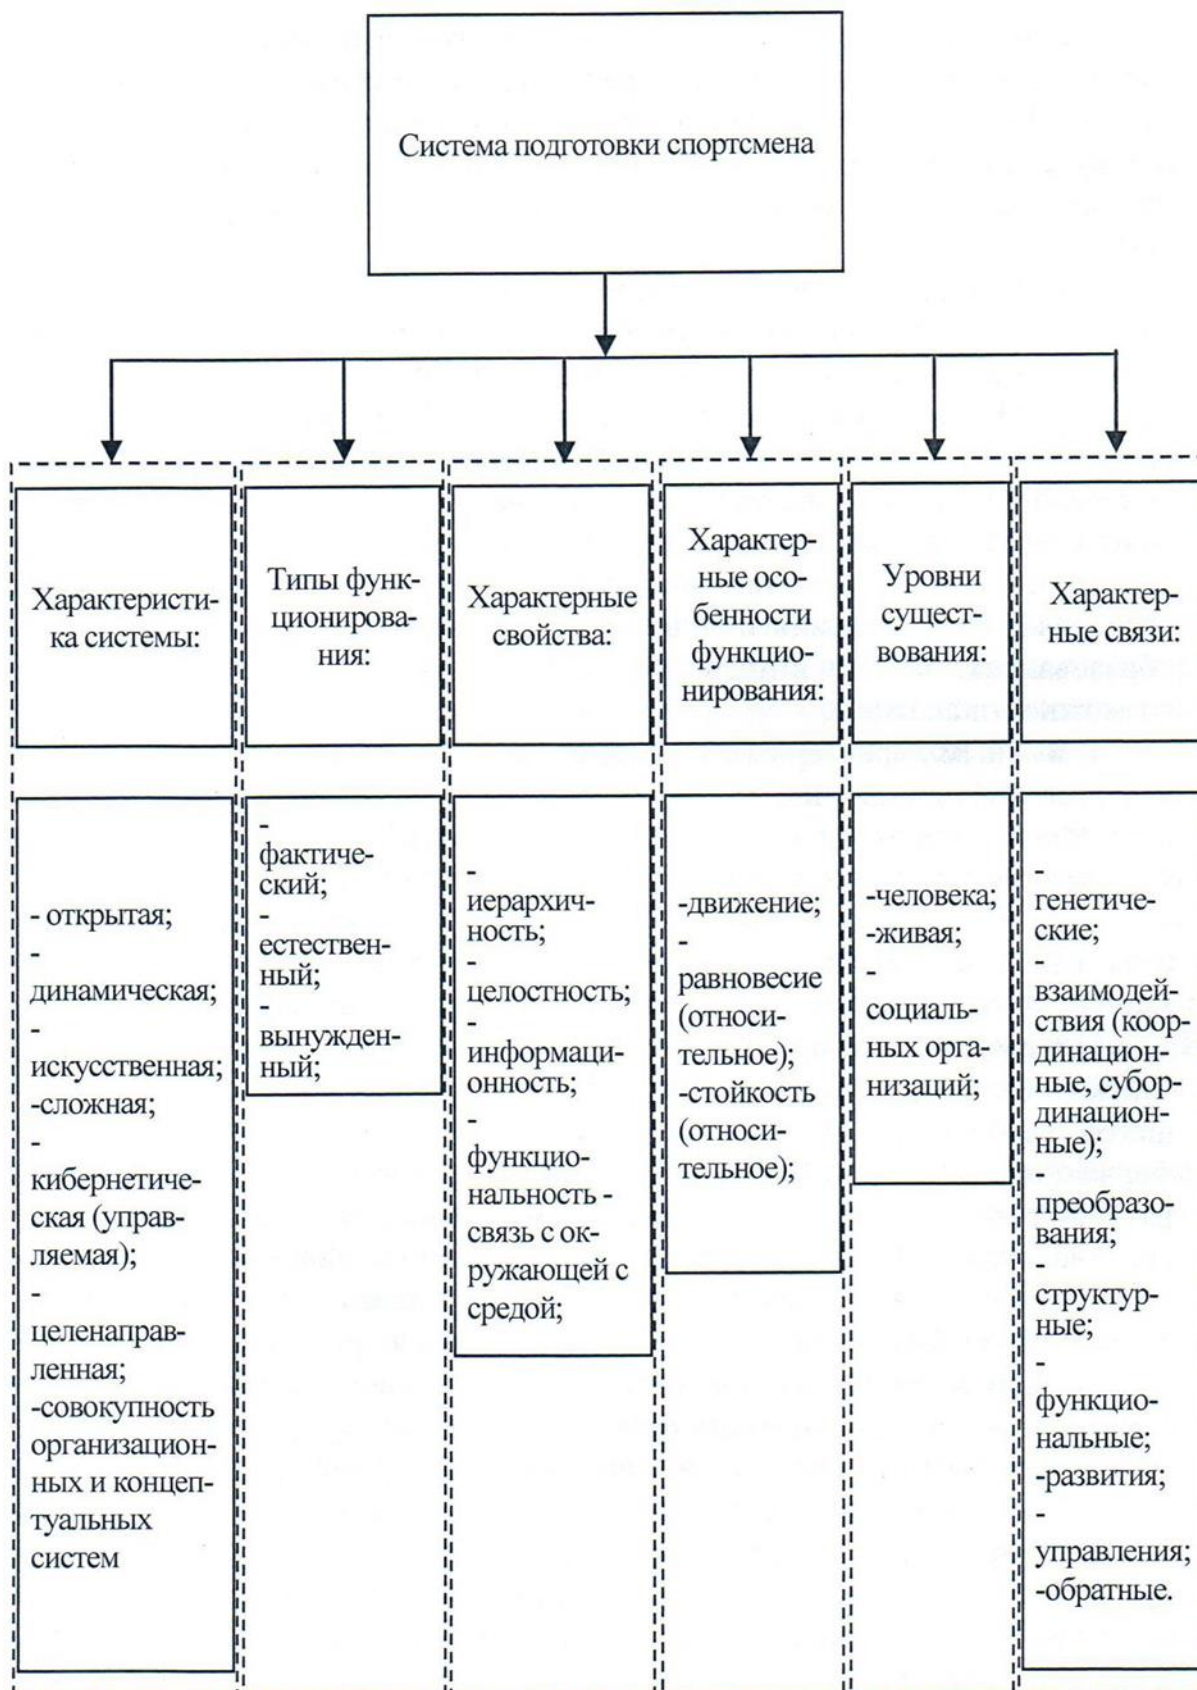 Система подготовки спортсмена
Характеристи-
ка системы:
Типы функ-
ционирова-
ния:
Характерные
свойства:
Характер-
ные осо-
бенности
функцио-
нирования:
Уровни
сущест-
вования:
Характер-
ные связи:
- открытая;
-
динамическая;
-
искусственная;
-сложная;
-
кибернетиче-
ская (управ-
ляемая);
-
целенаправ-
ленная;
-совокупность
организацион-
ных и концеп-
туальных
систем
-
фактиче-
ский;
-
естествен-
ный;
-
вынужден-
ный;
-
иерархич-
ность;
-
целостность;
-
информаци-
онность;
-
функцио-
нальность -
связь с ок-
ружающей с
средой;
-движение;
-
равновесие
(относи-
тельное);
-стойкость
(относи-
тельное);
-человека;
-живая;
-
социаль-
ных орга-
низаций;
-
генетиче-
ские;
-
взаимодей-
ствия (коор-
динацион-
ные, субор-
динацион-
ные);
-
преобразо-
вания;
-
структур-
ные;
-
функцио-
нальные;
-развития;
-
управления;
-обратные.